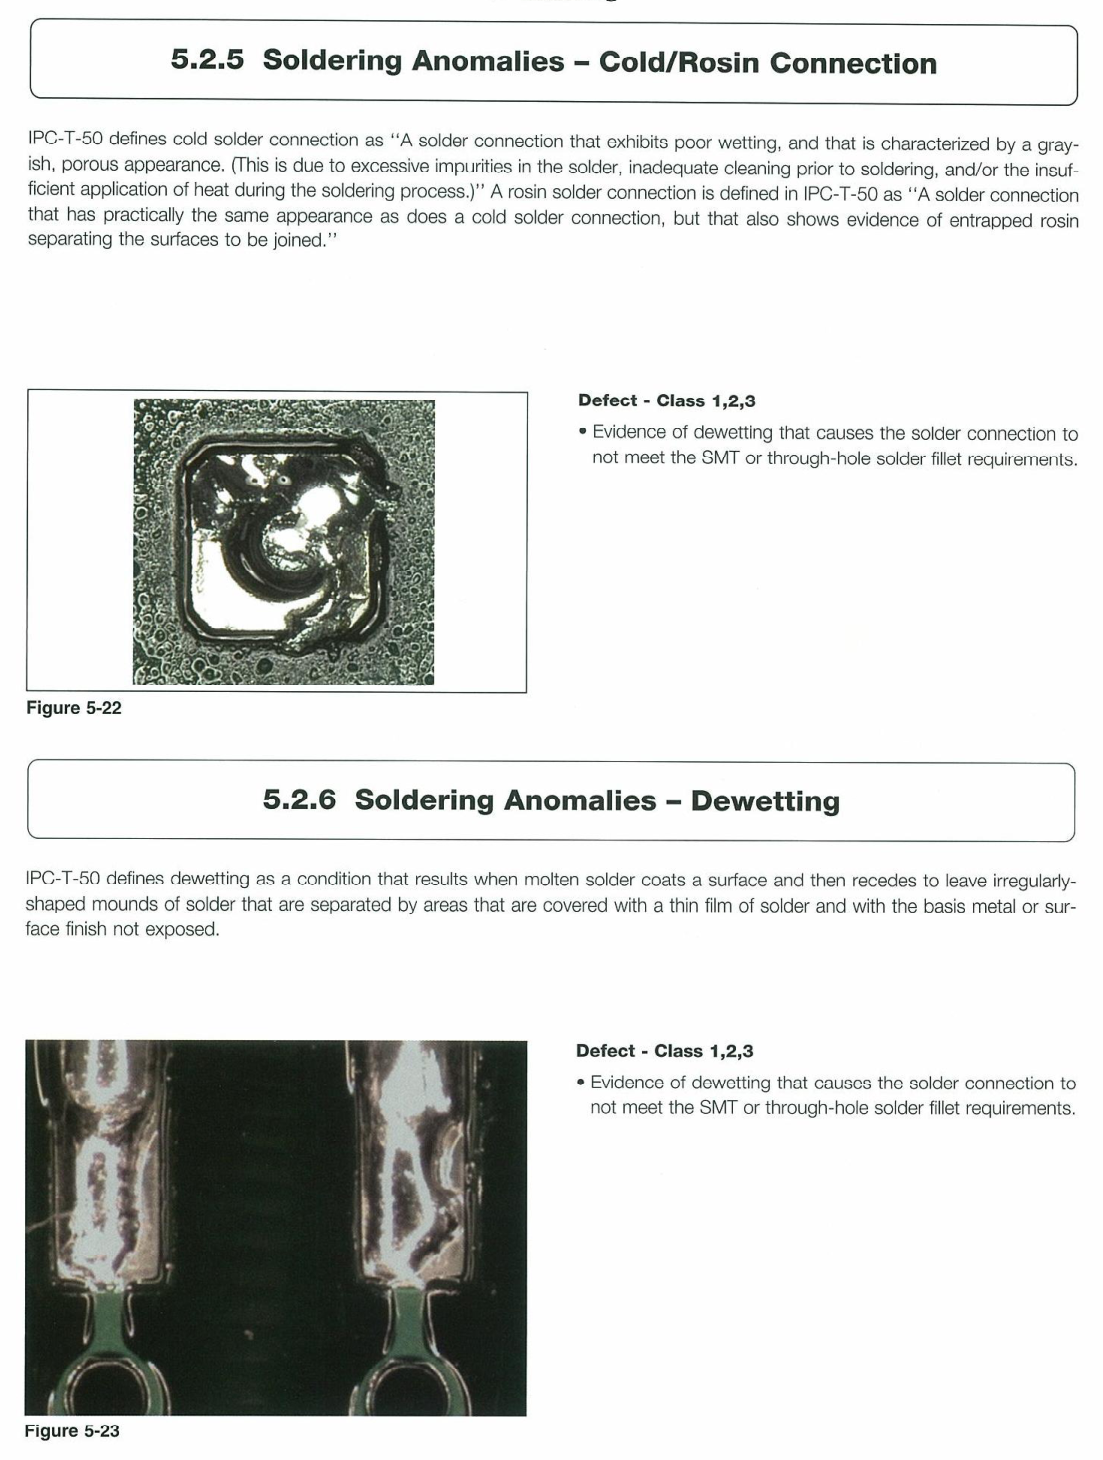 5.2.5 Soldering Anomalies – Cold/Rosin Connection
IPC-T-50 defines cold solder connection as “A solder connection that exhibits poor wetting, and that is characterized by a gray-
ish, porous appearance. (This is due to excessive impurities in the solder, inadequate cleaning prior to soldering, and/or the insuf-
ficient application of heat during the soldering process.)” A rosin solder connection is defined in IPC-T-50 as “A solder connection
that has practically the same appearance as does a cold solder connection, but that also shows evidence of entrapped rosin
separating the surfaces to be joined.”
Defect - Class 1,2,3
• Evidence of dewetting that causes the solder connection to
not meet the SMT or through-hole solder fillet requirements.
Figure 5-22
5.2.6 Soldering Anomalies – Dewetting
IPC-T-50 defines dewetting as a condition that results when molten solder coats a surface and then recedes to leave irregularly-
shaped mounds of solder that are separated by areas that are covered with a thin film of solder and with the basis metal or sur-
face finish not exposed.
Defect - Class 1,2,3
• Evidence of dewetting that causes the solder connection to
not meet the SMT or through-hole solder fillet requirements.
Figure 5-23